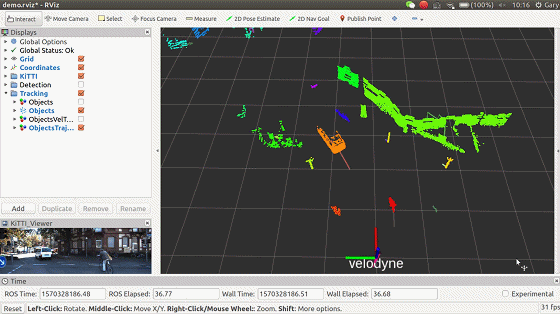 demo.rviz* - RViz
(100%)
10:16
Gary
Interact
Move Camera
Select
Focus Camera
Measure
2D Pose Estimate
2D Nav Goal
Publish Point
Displays
Global Options
Global Status: Ok
Grid
Coordinates
KiTTI
Detection
Tracking
Objects
Objects
ObjectsVelT...
ObjectsTraj...
Add
Duplicate
Remove
Rename
KiTTI_Viewer
velodyne
Time
ROS Time: 1570328186.48
ROS Elapsed: 36.77
Wall Time: 1570328186.51
Wall Elapsed: 36.68
Experimental
Reset
Left-Click: Rotate. Middle-Click: Move X/Y. Right-Click/Mouse Wheel: Zoom. Shift: More options.
31 fps